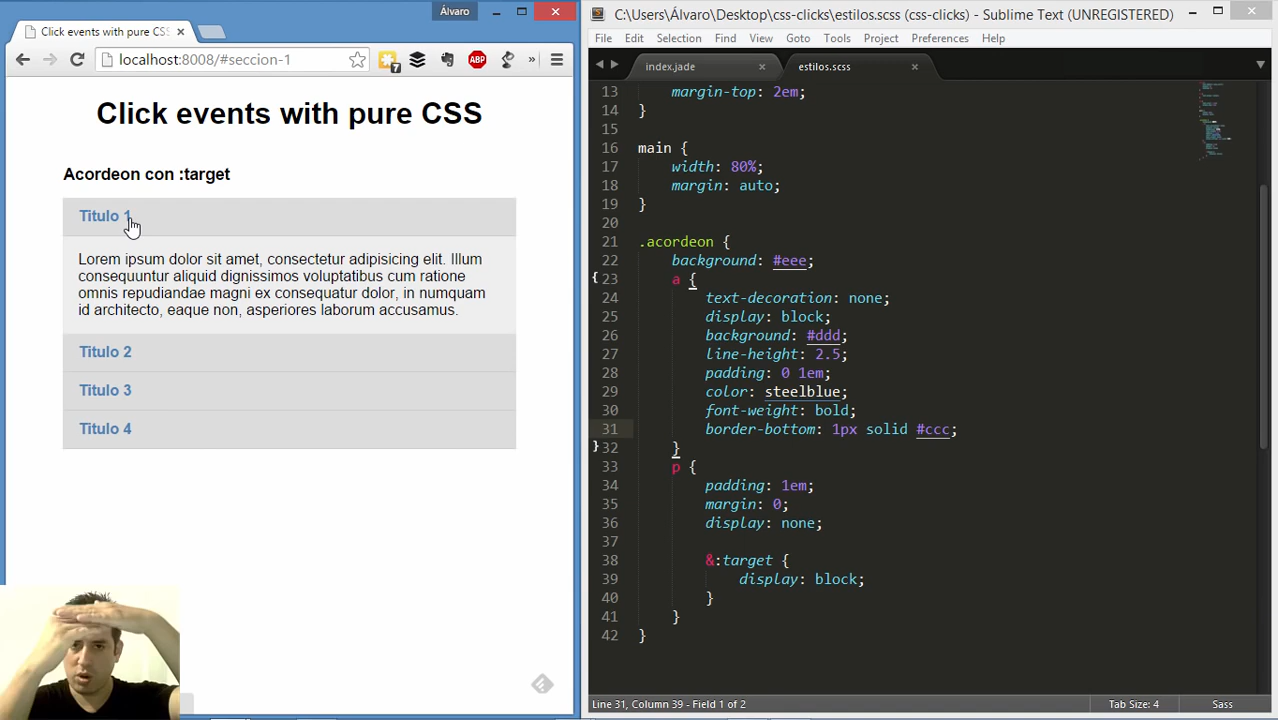 Álvaro
Click events with pure CSS
localhost:8008/#seccion-1
7
ABP
»
Click events with pure CSS
Acordeon con :target
Titulo 1
Lorem ipsum dolor sit amet, consectetur adipisicing elit. Illum
consequuntur aliquid dignissimos voluptatibus cum ratione
omnis repudiandae magni ex consequatur dolor, in numquam
id architecto, eaque non, asperiores laborum accusamus.
Titulo 2
Titulo 3
Titulo 4
C:\Users\Álvaro\Desktop\css-clicks\estilos.scss (css-clicks) - Sublime Text (UNREGISTERED)
File Edit Selection Find View Goto Tools Project Preferences Help
index.jade estilos.scss
13 margin-top: 2em;
14 }
15
16 main {
17 width: 80%;
18 margin: auto;
19 }
20
21 .acordeon {
22 background: #eee;
23 a {
24 text-decoration: none;
25 display: block;
26 background: #ddd;
27 line-height: 2.5;
28 padding: 0 1em;
29 color: steelblue;
30 font-weight: bold;
31 border-bottom: 1px solid #ccc;
32 }
33 p {
34 padding: 1em;
35 margin: 0;
36 display: none;
37
38 &:target {
39 display: block;
40 }
41 }
42 }
Line 31, Column 39 - Field 1 of 2 Tab Size: 4 Sass